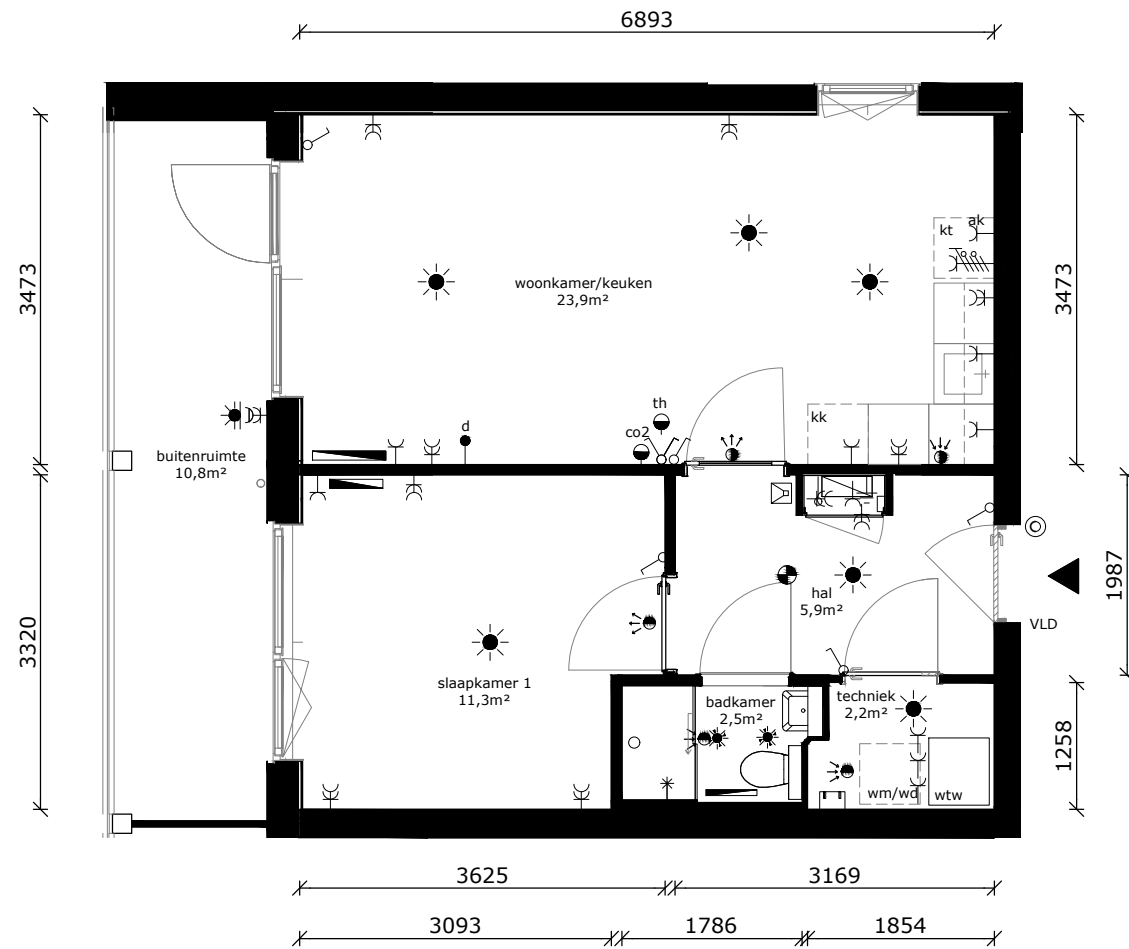 6893
kt
ak
3473
woonkamer/keuken
23,9m²
3473
th
kk
d
co2
buitenruimte
10,8m²
1987
hal
5,9m²
VLD
3320
slaapkamer 1
11,3m²
badkamer
2,5m²
techniek
2,2m²
1258
wm/wd
wtw
3625
3169
3093
1786
1854